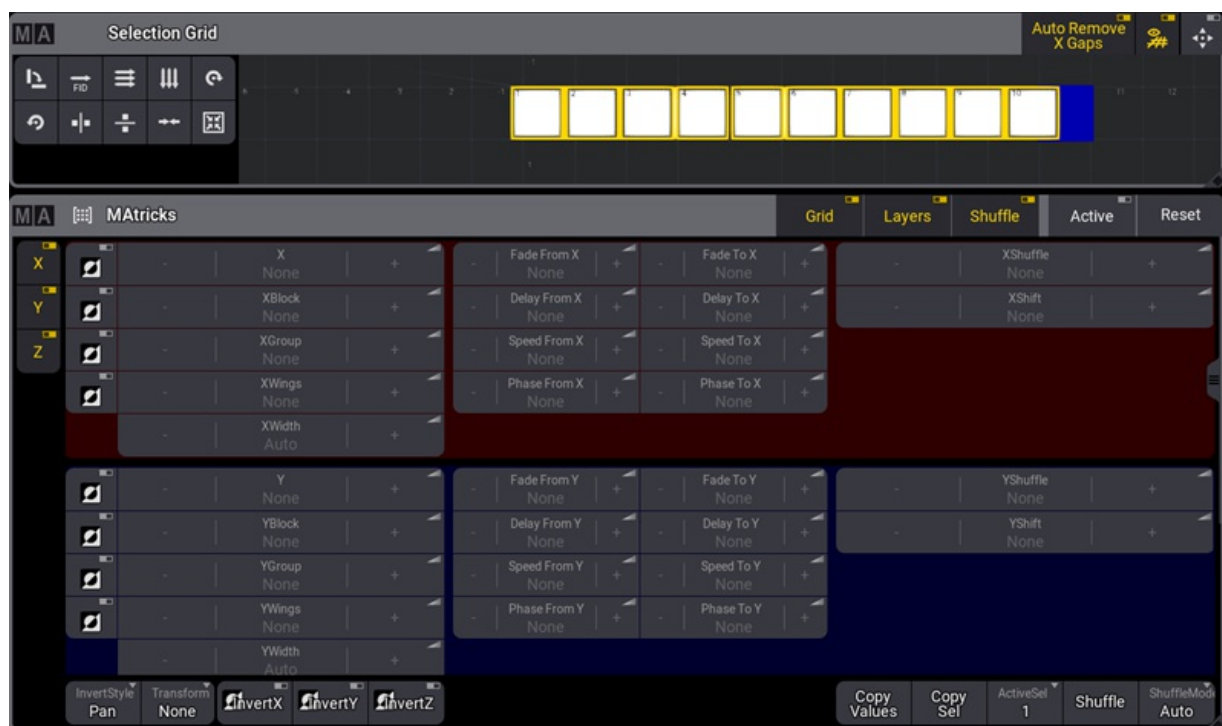 MA Selection Grid Auto Remove X Gaps
FID
1 2 3 4 5 6 7 8 9 10 11 12
MA MAtricks Grid Layers Shuffle Active Reset
X X None - + Fade From X None - + Fade To X None - + XShuffle None - +
Y XBlock None - + Delay From X None - + Delay To X None - + XShift None - +
Z XGroup None - + Speed From X None - + Speed To X None - +
XWings None - + Phase From X None - + Phase To X None - +
XWidth Auto - +
Y None - + Fade From Y None - + Fade To Y None - + YShuffle None - +
YBlock None - + Delay From Y None - + Delay To Y None - + YShift None - +
YGroup None - + Speed From Y None - + Speed To Y None - +
YWings None - + Phase From Y None - + Phase To Y None - +
YWidth Auto - +
InvertStyle Pan Transform None InvertX InvertY InvertZ Copy Values Copy Sel ActiveSel 1 Shuffle ShuffleMode Auto